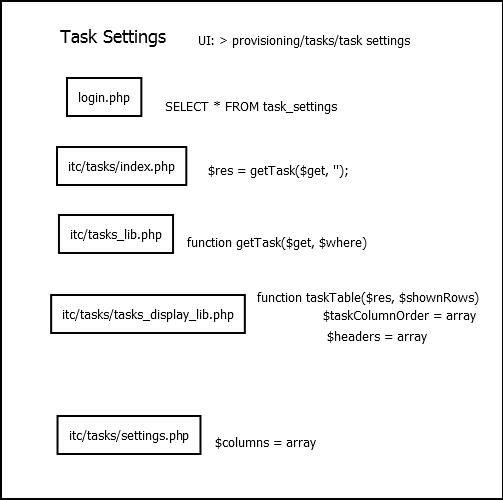 Task Settings
UI: > provisioning/tasks/task settings
login.php
SELECT * FROM task_settings
itc/tasks/index.php
$res = getTask($get, '');
itc/tasks_lib.php
function getTask($get, $where)
itc/tasks/tasks_display_lib.php
function taskTable($res, $shownRows)
$taskColumnOrder = array
$headers = array
itc/tasks/settings.php
$columns = array